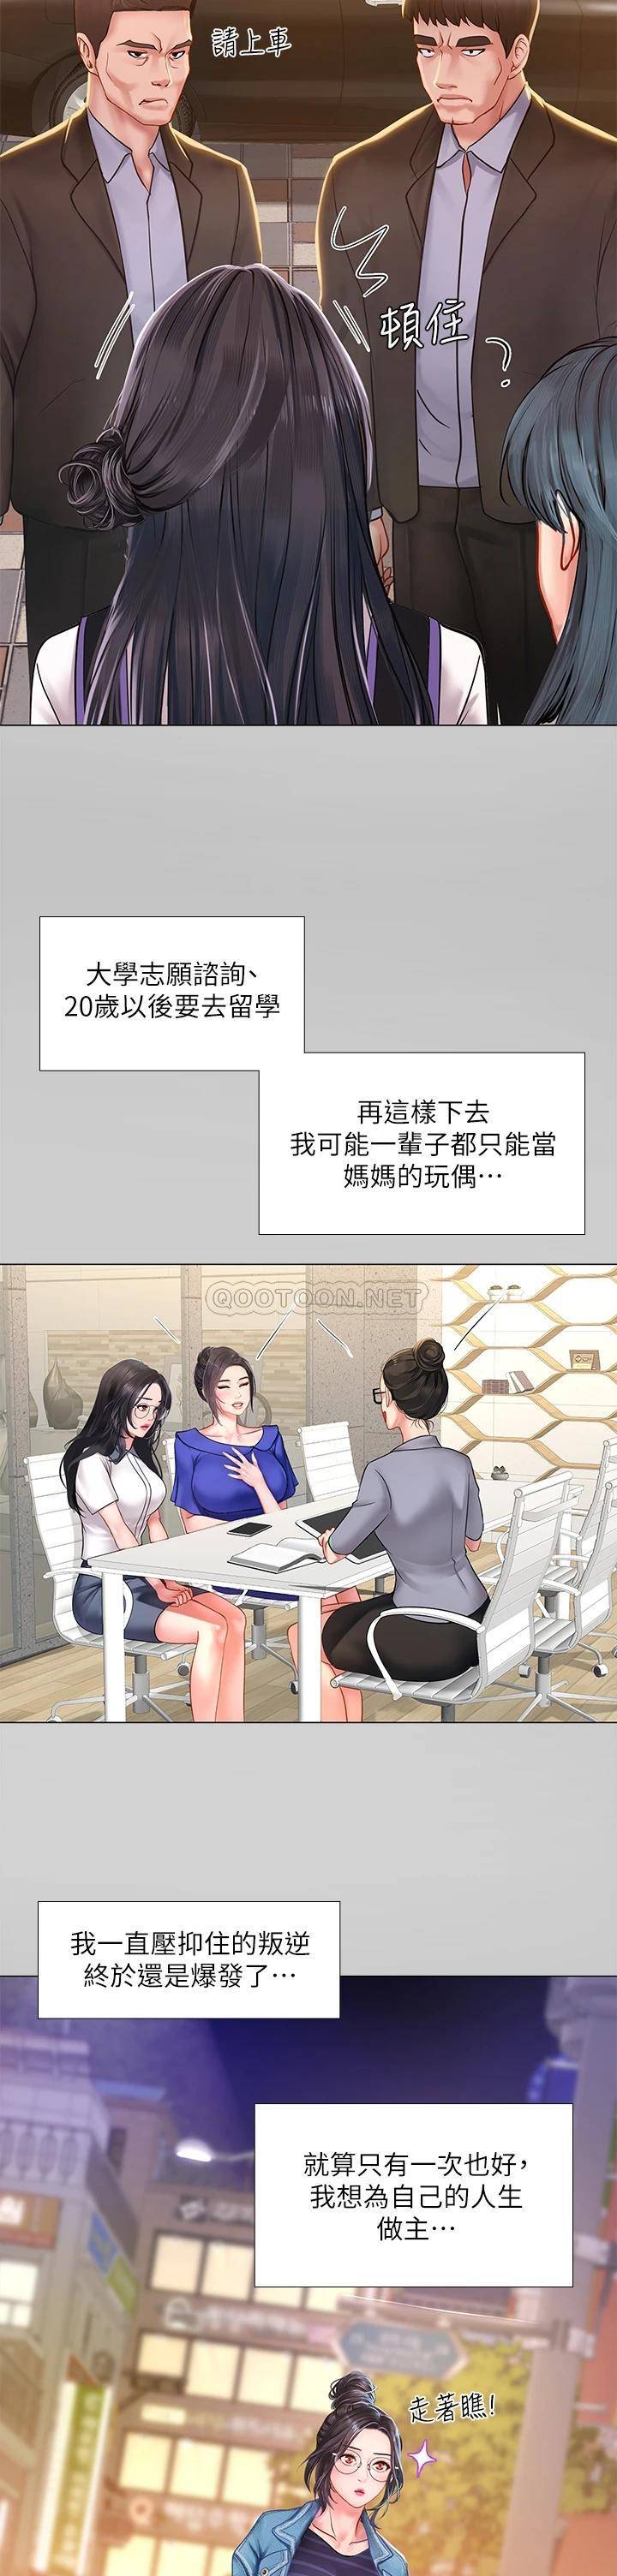 請上車
頓住
?
大學志願諮詢、
20歲以後要去留學
再這樣下去
我可能一輩子都只能當
媽媽的玩偶…
QOOTOON.NET
我一直壓抑住的叛逆
終於還是爆發了…
就算只有一次也好，
我想為自己的人生
做主…
走著瞧!